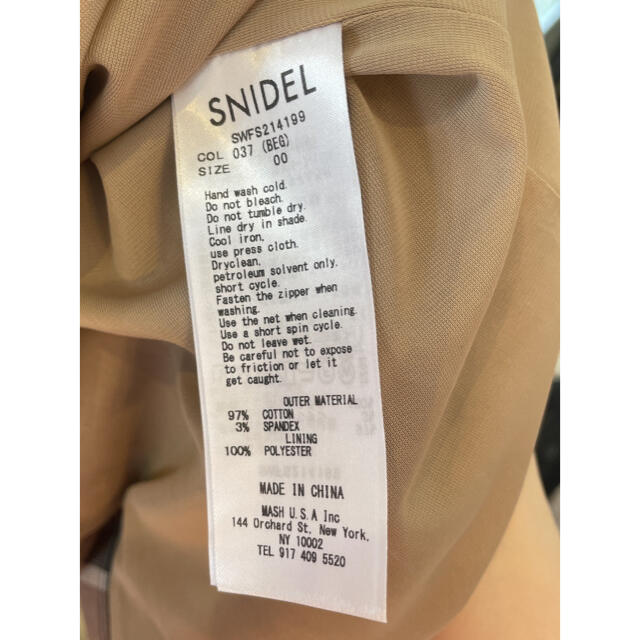 SNIDEL
SWFS214199
COL 037 (BEG)
SIZE 00
Hand wash cold.
Do not bleach.
Do not tumble dry.
Line dry in shade.
Cool iron,
use press cloth.
Dryclean,
petroleum solvent only.
short cycle.
Fasten the zipper when
washing.
Use the net when cleaning.
Use a short spin cycle.
Do not leave wet.
Be careful not to expose
to friction or let it
get caught.
OUTER MATERIAL
97% COTTON
3% SPANDEX
LINING
100% POLYESTER
MADE IN CHINA
MASH U.S.A Inc
144 Orchard St, New York,
NY 10002
TEL 917 409 5520